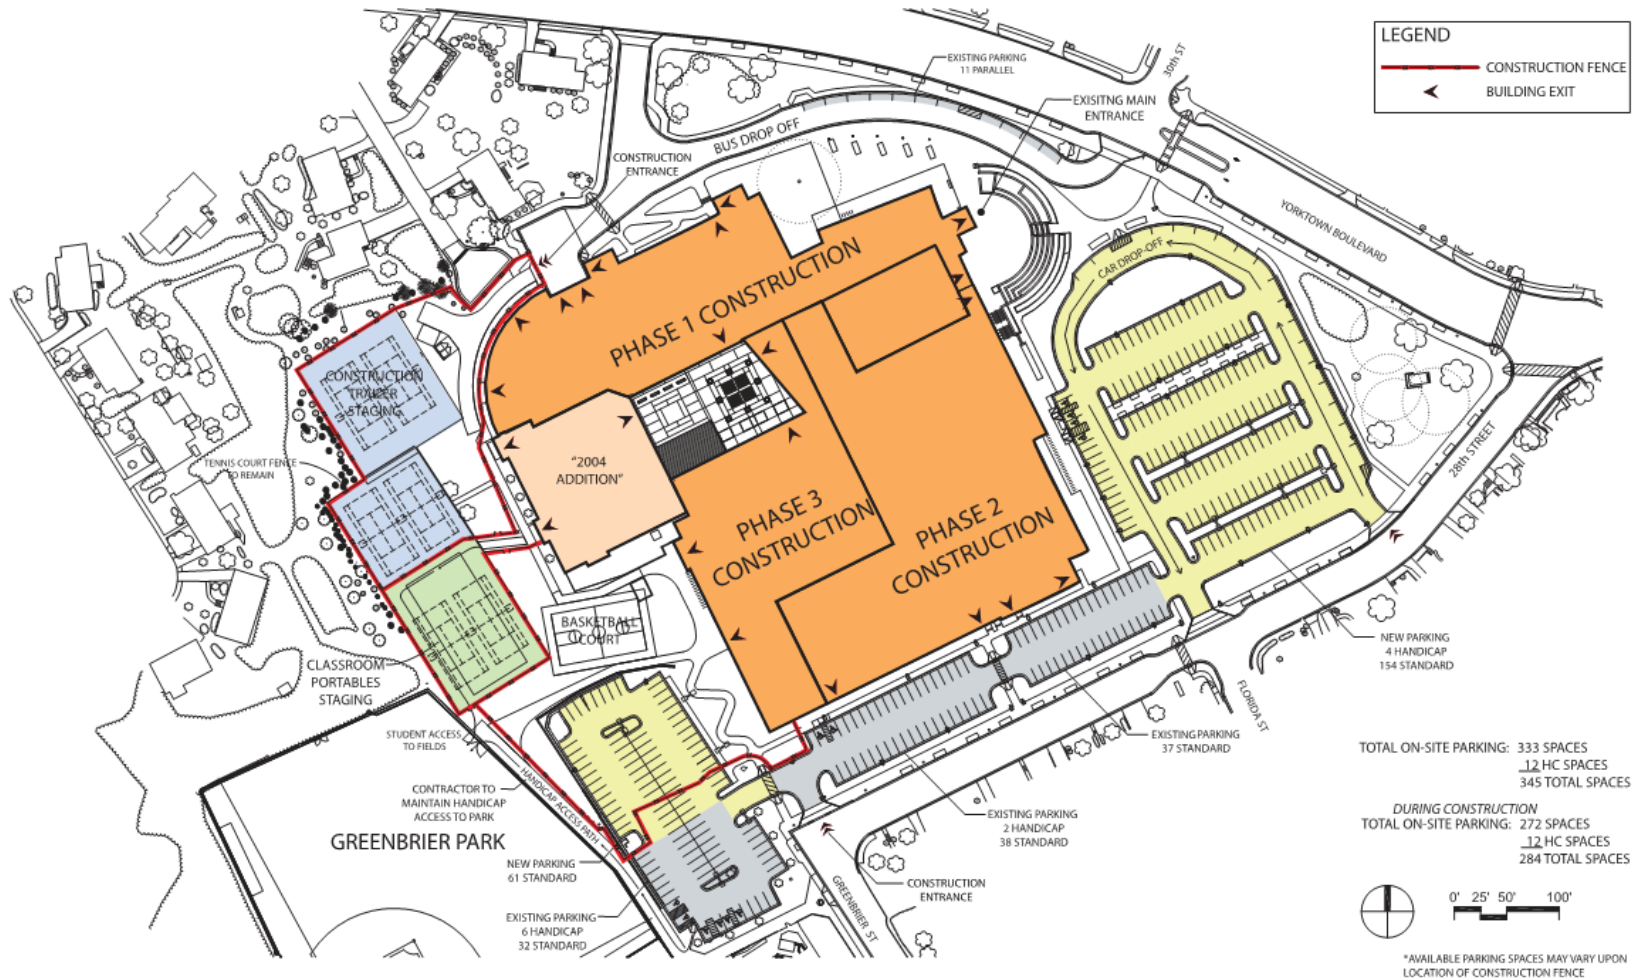 LEGEND
CONSTRUCTION FENCE
BUILDING EXIT
EXISTING PARKING
11 PARALLEL
30th ST
EXISITNG MAIN
ENTRANCE
BUS DROP OFF
CONSTRUCTION
ENTRANCE
YORKTOWN BOULEVARD
CAR DROP-OFF
PHASE 1 CONSTRUCTION
CONSTRUCTION
TRAILER
STAGING
28th STREET
TENNIS COURT FENCE
TO REMAIN
"2004
ADDITION"
PHASE 3
CONSTRUCTION
PHASE 2
CONSTRUCTION
BASKETBALL
COURT
CLASSROOM
PORTABLES
STAGING
NEW PARKING
4 HANDICAP
154 STANDARD
FLORIDA ST
STUDENT ACCESS
TO FIELDS
EXISTING PARKING
37 STANDARD
HANDICAP ACCESS PATH
CONTRACTOR TO
MAINTAIN HANDICAP
ACCESS TO PARK
GREENBRIER PARK
EXISTING PARKING
2 HANDICAP
38 STANDARD
NEW PARKING
61 STANDARD
CONSTRUCTION
ENTRANCE
GREENBRIER ST
EXISTING PARKING
6 HANDICAP
32 STANDARD
TOTAL ON-SITE PARKING: 333 SPACES
12 HC SPACES
345 TOTAL SPACES
DURING CONSTRUCTION
TOTAL ON-SITE PARKING: 272 SPACES
12 HC SPACES
284 TOTAL SPACES
0' 25' 50' 100'
*AVAILABLE PARKING SPACES MAY VARY UPON
LOCATION OF CONSTRUCTION FENCE